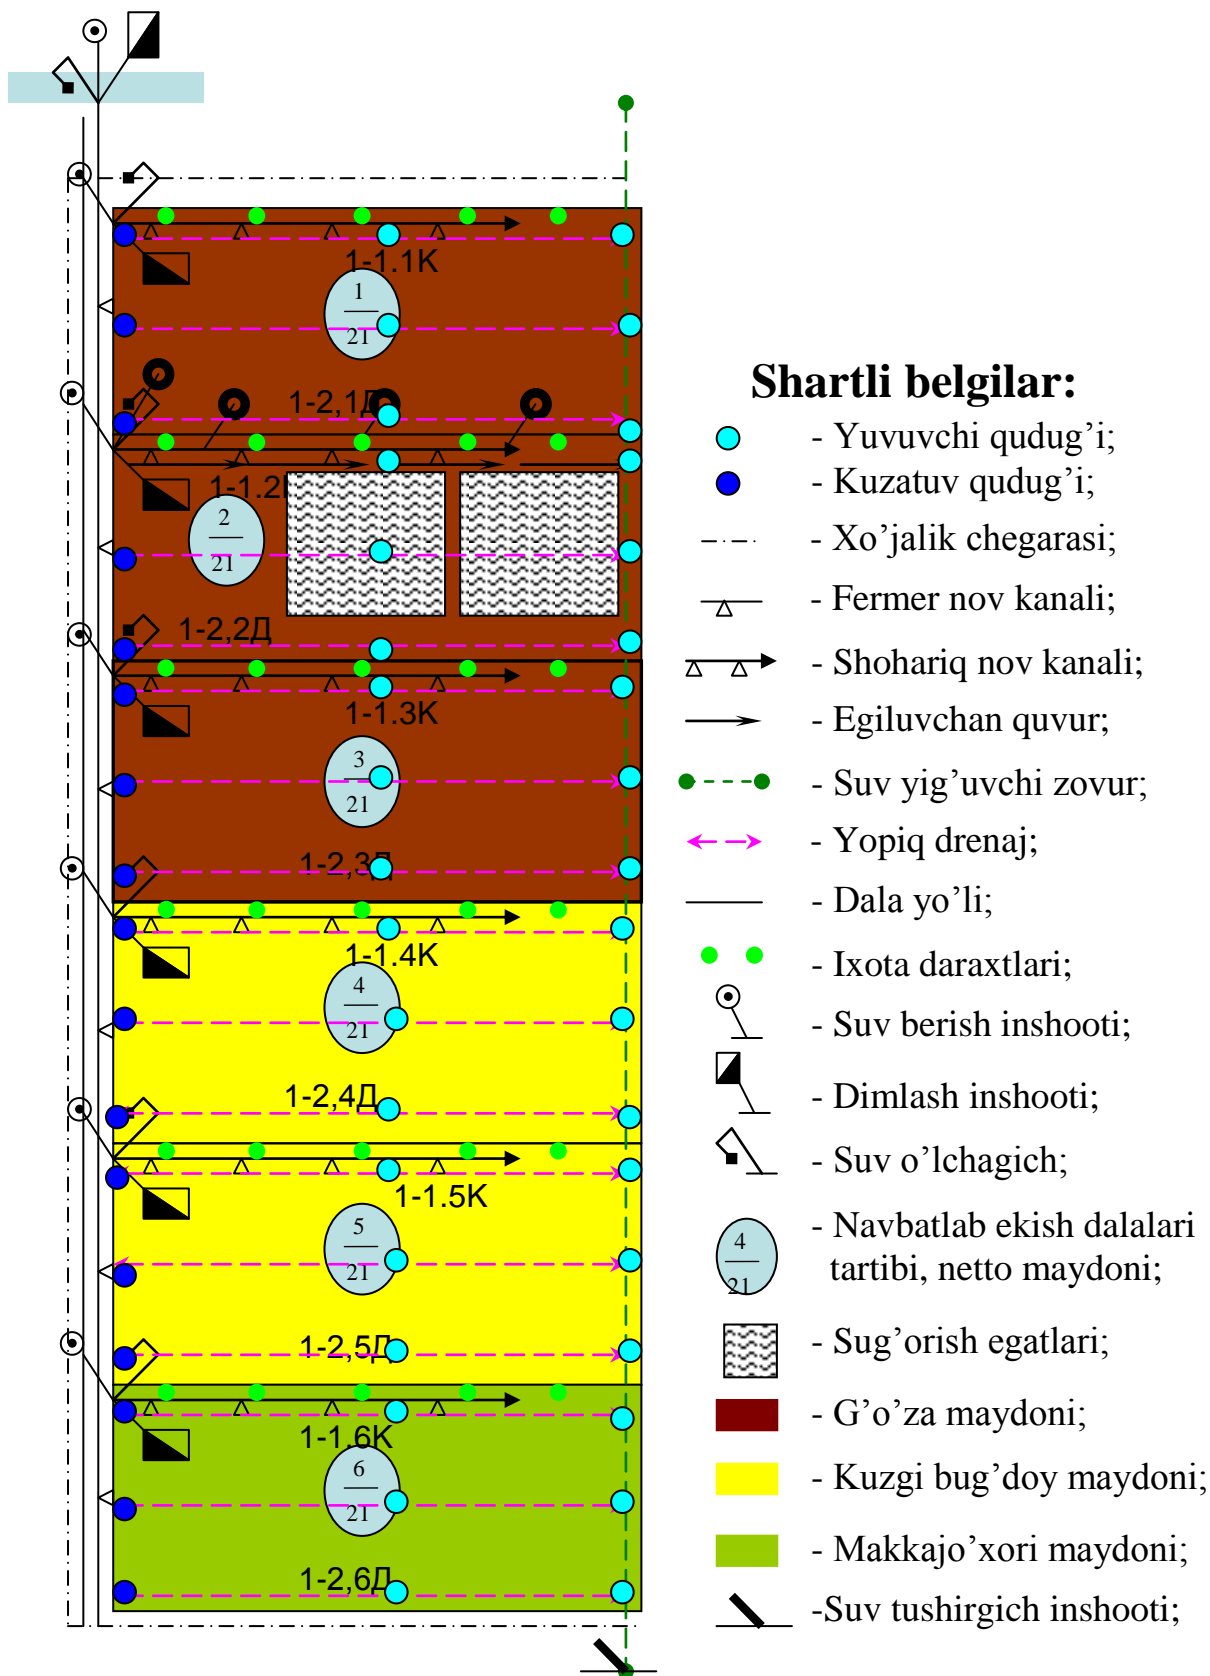 1-1.1K
1
21
1-2,1Д
1-1.2
2
21
1-2,2Д
1-1.3K
3
21
1-2,3Д
1-1.4K
4
21
1-2,4Д
1-1.5K
5
21
1-2,5Д
1-1.6K
6
21
1-2,6Д
Shartli belgilar:
- Yuvuvchi qudug’i;
- Kuzatuv qudug’i;
- Xo’jalik chegarasi;
- Fermer nov kanali;
- Shohariq nov kanali;
- Egiluvchan quvur;
- Suv yig’uvchi zovur;
- Yopiq drenaj;
- Dala yo’li;
- Ixota daraxtlari;
- Suv berish inshooti;
- Dimlash inshooti;
- Suv o’lchagich;
4
21
- Navbatlab ekish dalalari
tartibi, netto maydoni;
- Sug’orish egatlari;
- G’o’za maydoni;
- Kuzgi bug’doy maydoni;
- Makkajo’xori maydoni;
-Suv tushirgich inshooti;